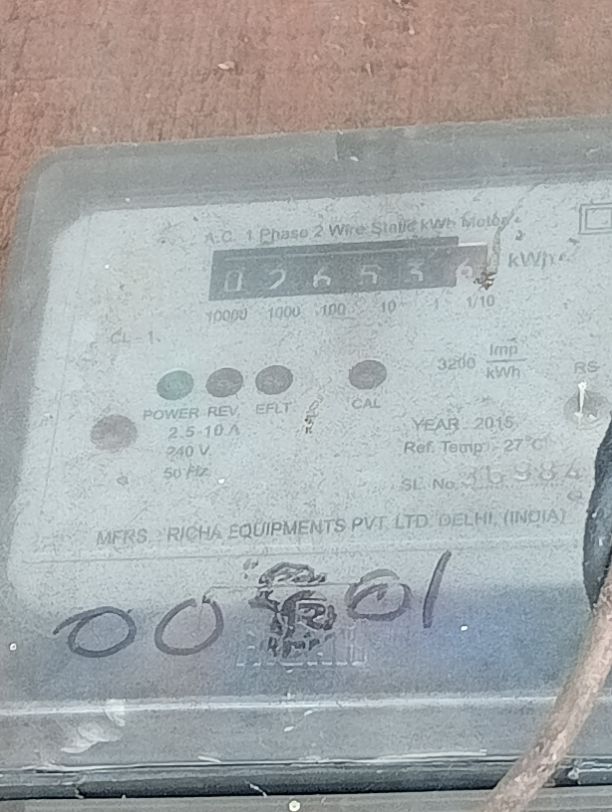 A.C. 1 Phase 2 Wire Static kWh Meter
026536 kWh
10000 1000 100 10 1 1/10
CL - 1
3200 Imp/kWh
RS
POWER REV. EFLT CAL
2.5-10 A
240 V.
50 Hz
YEAR : 2015
Ref. Temp : 27°C
SL. No.
MFRS. : RICHA EQUIPMENTS PVT. LTD. DELHI, (INDIA)
00 01